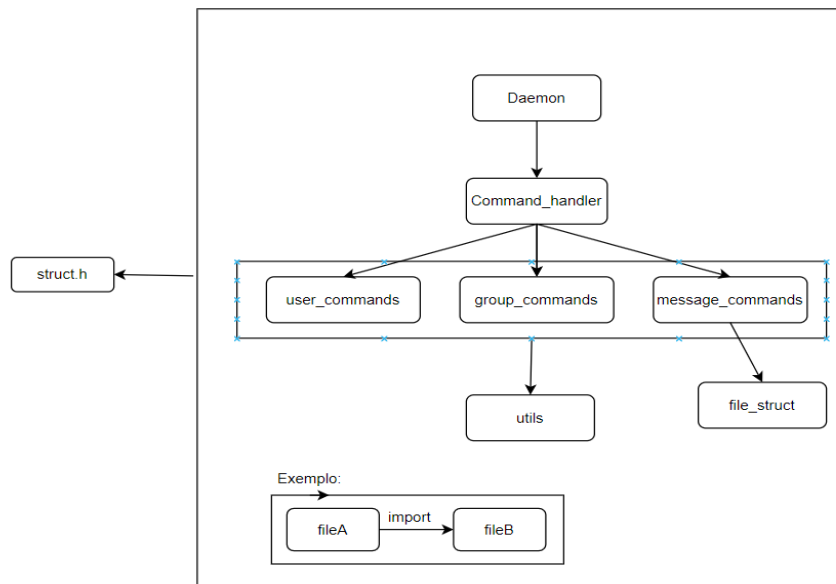 Daemon
Command_handler
struct.h
user_commands
group_commands
message_commands
utils
file_struct
Exemplo:
fileA
import
fileB